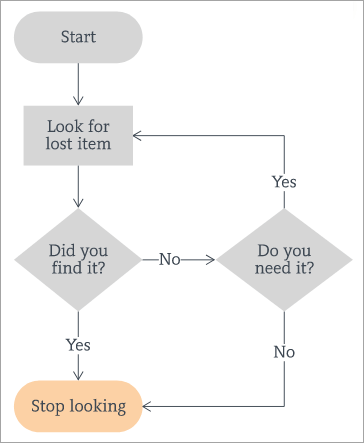 Start
Look for
lost item
Yes
Did you
find it?
No
Do you
need it?
Yes
No
Stop looking